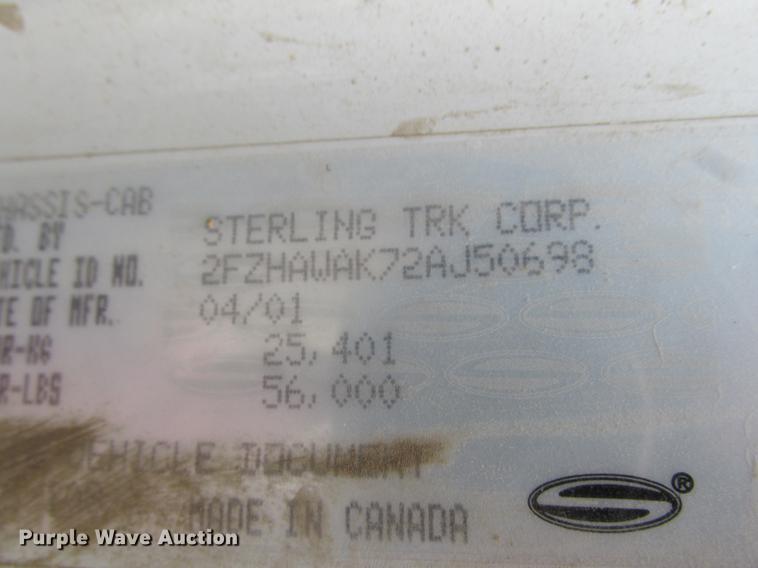 HASSIS-CAB
STERLING TRK CORP.
D. BY
HICLE ID NO. 2FZHAWAK72AJ50698
TE OF MFR. 04/01
R-KG 25,401
R-LBS 56,000
VEHICLE DOCUMENT
MADE IN CANADA
®
Purple Wave Auction